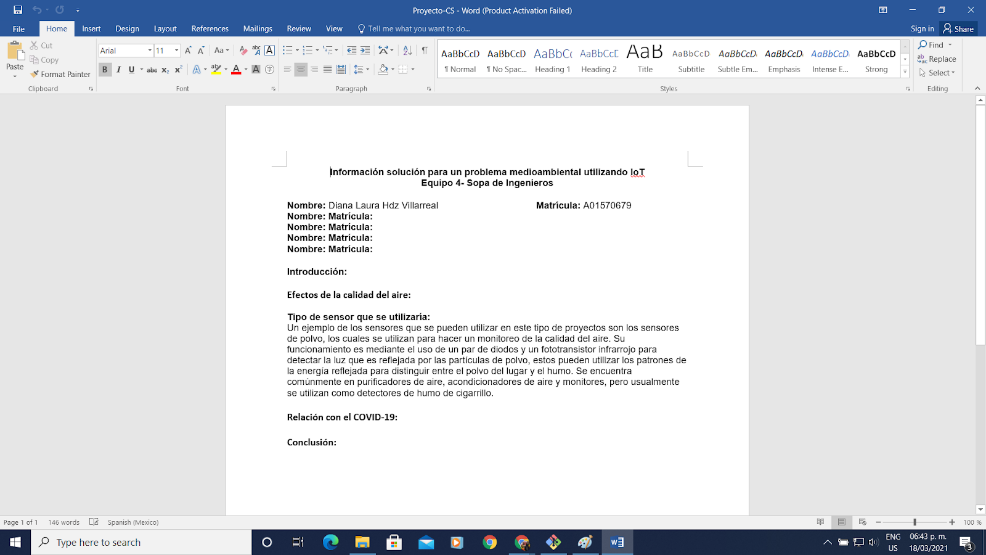 Proyecto-CS - Word (Product Activation Failed)
File Home Insert Design Layout References Mailings Review View Tell me what you want to do... Sign in Share
Cut
Copy
Format Painter
Paste
Arial 11
AaBbCcD AaBbCcD AaBbCc AaBbCcC AaB AaBbCcD AaBbCcD AaBbCcD AaBbCcD AaBbCcD
¶ Normal ¶ No Spac... Heading 1 Heading 2 Title Subtitle Subtle Em... Emphasis Intense E... Strong
Find
Replace
Select
Clipboard Font Paragraph Styles Editing
Información solución para un problema medioambiental utilizando IoT
Equipo 4- Sopa de Ingenieros
Nombre: Diana Laura Hdz Villarreal Matrícula: A01570679
Nombre: Matrícula:
Nombre: Matrícula:
Nombre: Matrícula:
Nombre: Matrícula:
Introducción:
Efectos de la calidad del aire:
Tipo de sensor que se utilizaría:
Un ejemplo de los sensores que se pueden utilizar en este tipo de proyectos son los sensores
de polvo, los cuales se utilizan para hacer un monitoreo de la calidad del aire. Su
funcionamiento es mediante el uso de un par de diodos y un fototransistor infrarrojo para
detectar la luz que es reflejada por las partículas de polvo, estos pueden utilizar los patrones de
la energía reflejada para distinguir entre el polvo del lugar y el humo. Se encuentra
comúnmente en purificadores de aire, acondicionadores de aire y monitores, pero usualmente
se utilizan como detectores de humo de cigarrillo.
Relación con el COVID-19:
Conclusión:
Page 1 of 1 146 words Spanish (Mexico) 100 %
Type here to search
ENG 06:43 p. m.
US 18/03/2021
3